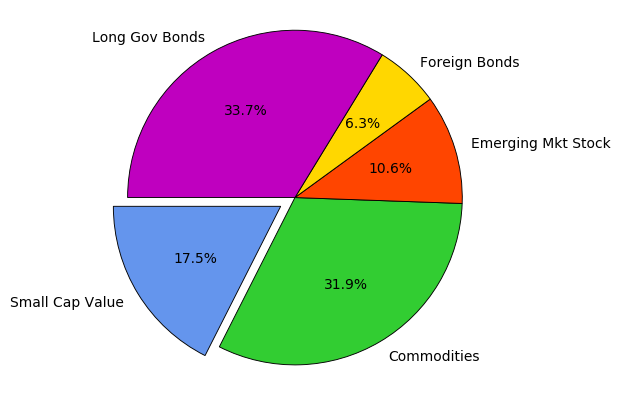 Long Gov Bonds
Foreign Bonds
33.7%
6.3%
Emerging Mkt Stock
10.6%
17.5%
31.9%
Small Cap Value
Commodities